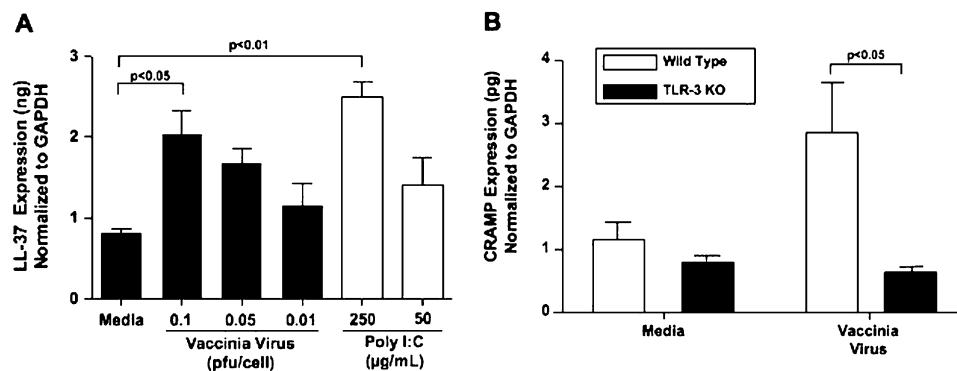 A
LL-37 Expression (ng)
Normalized to GAPDH
3
2
1
0
p<0.01
p<0.05
Media
0.1
0.05
0.01
250
50
Vaccinia Virus
(pfu/cell)
Poly I:C
(µg/mL)
B
CRAMP Expression (pg)
Normalized to GAPDH
4
3
2
1
0
Wild Type
TLR-3 KO
p<0.05
Media
Vaccinia
Virus